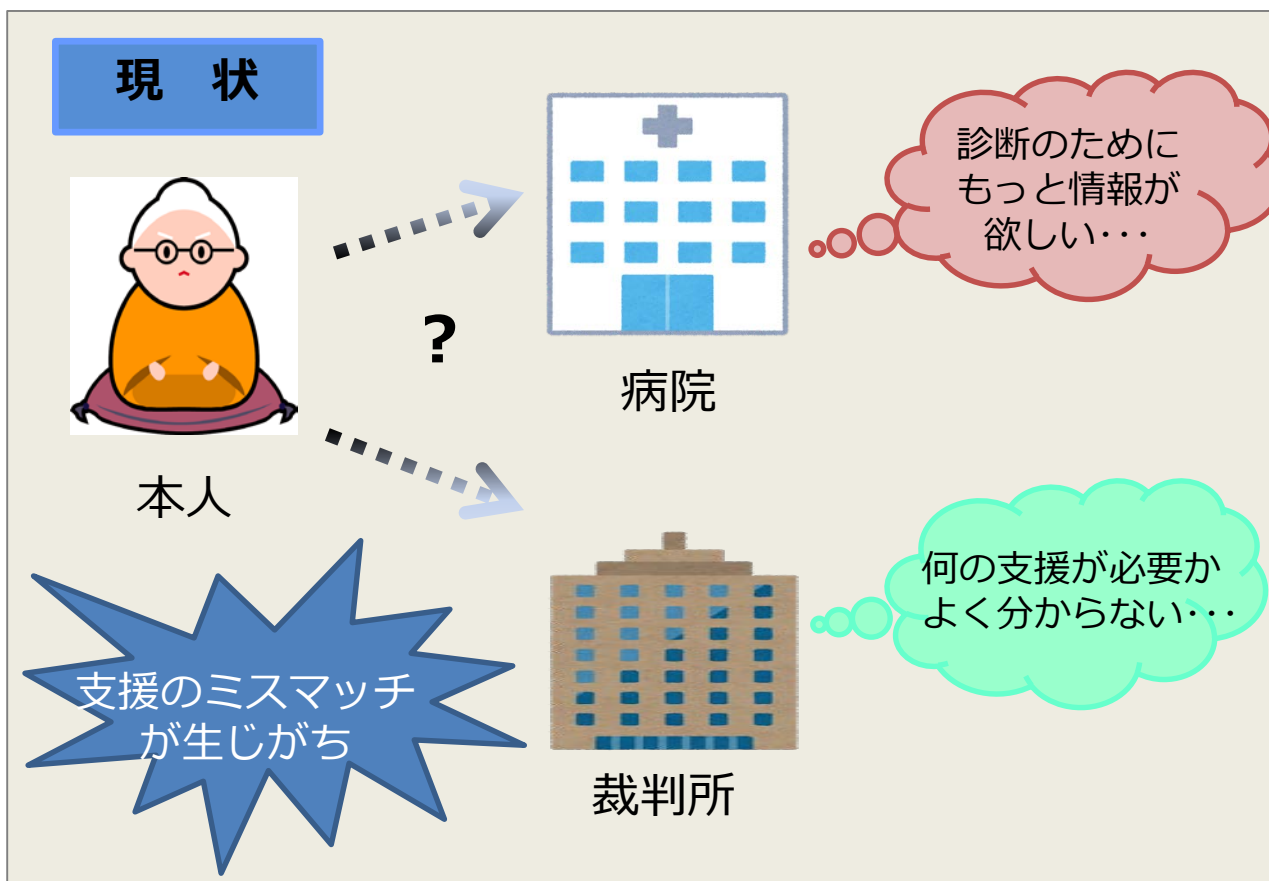 現 状
診断のために
もっと情報が
欲しい･･･
?
病院
本人
何の支援が必要か
よく分からない･･･
支援のミスマッチ
が生じがち
裁判所